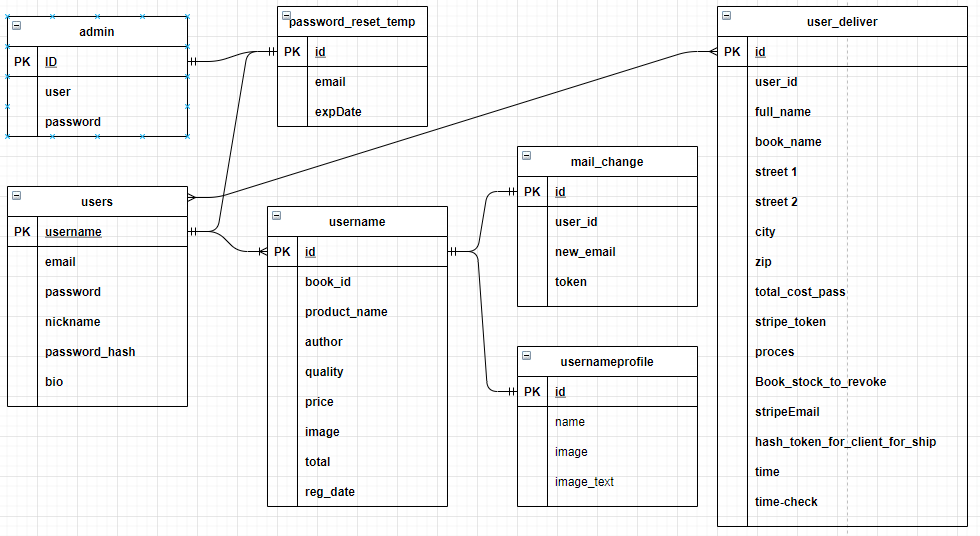 admin
PK ID
user
password
password_reset_temp
PK id
email
expDate
user_deliver
PK id
user_id
full_name
book_name
street 1
street 2
city
zip
total_cost_pass
stripe_token
proces
Book_stock_to_revoke
stripeEmail
hash_token_for_client_for_ship
time
time-check
users
PK username
email
password
nickname
password_hash
bio
username
PK id
book_id
product_name
author
quality
price
image
total
reg_date
mail_change
PK id
user_id
new_email
token
usernameprofile
PK id
name
image
image_text